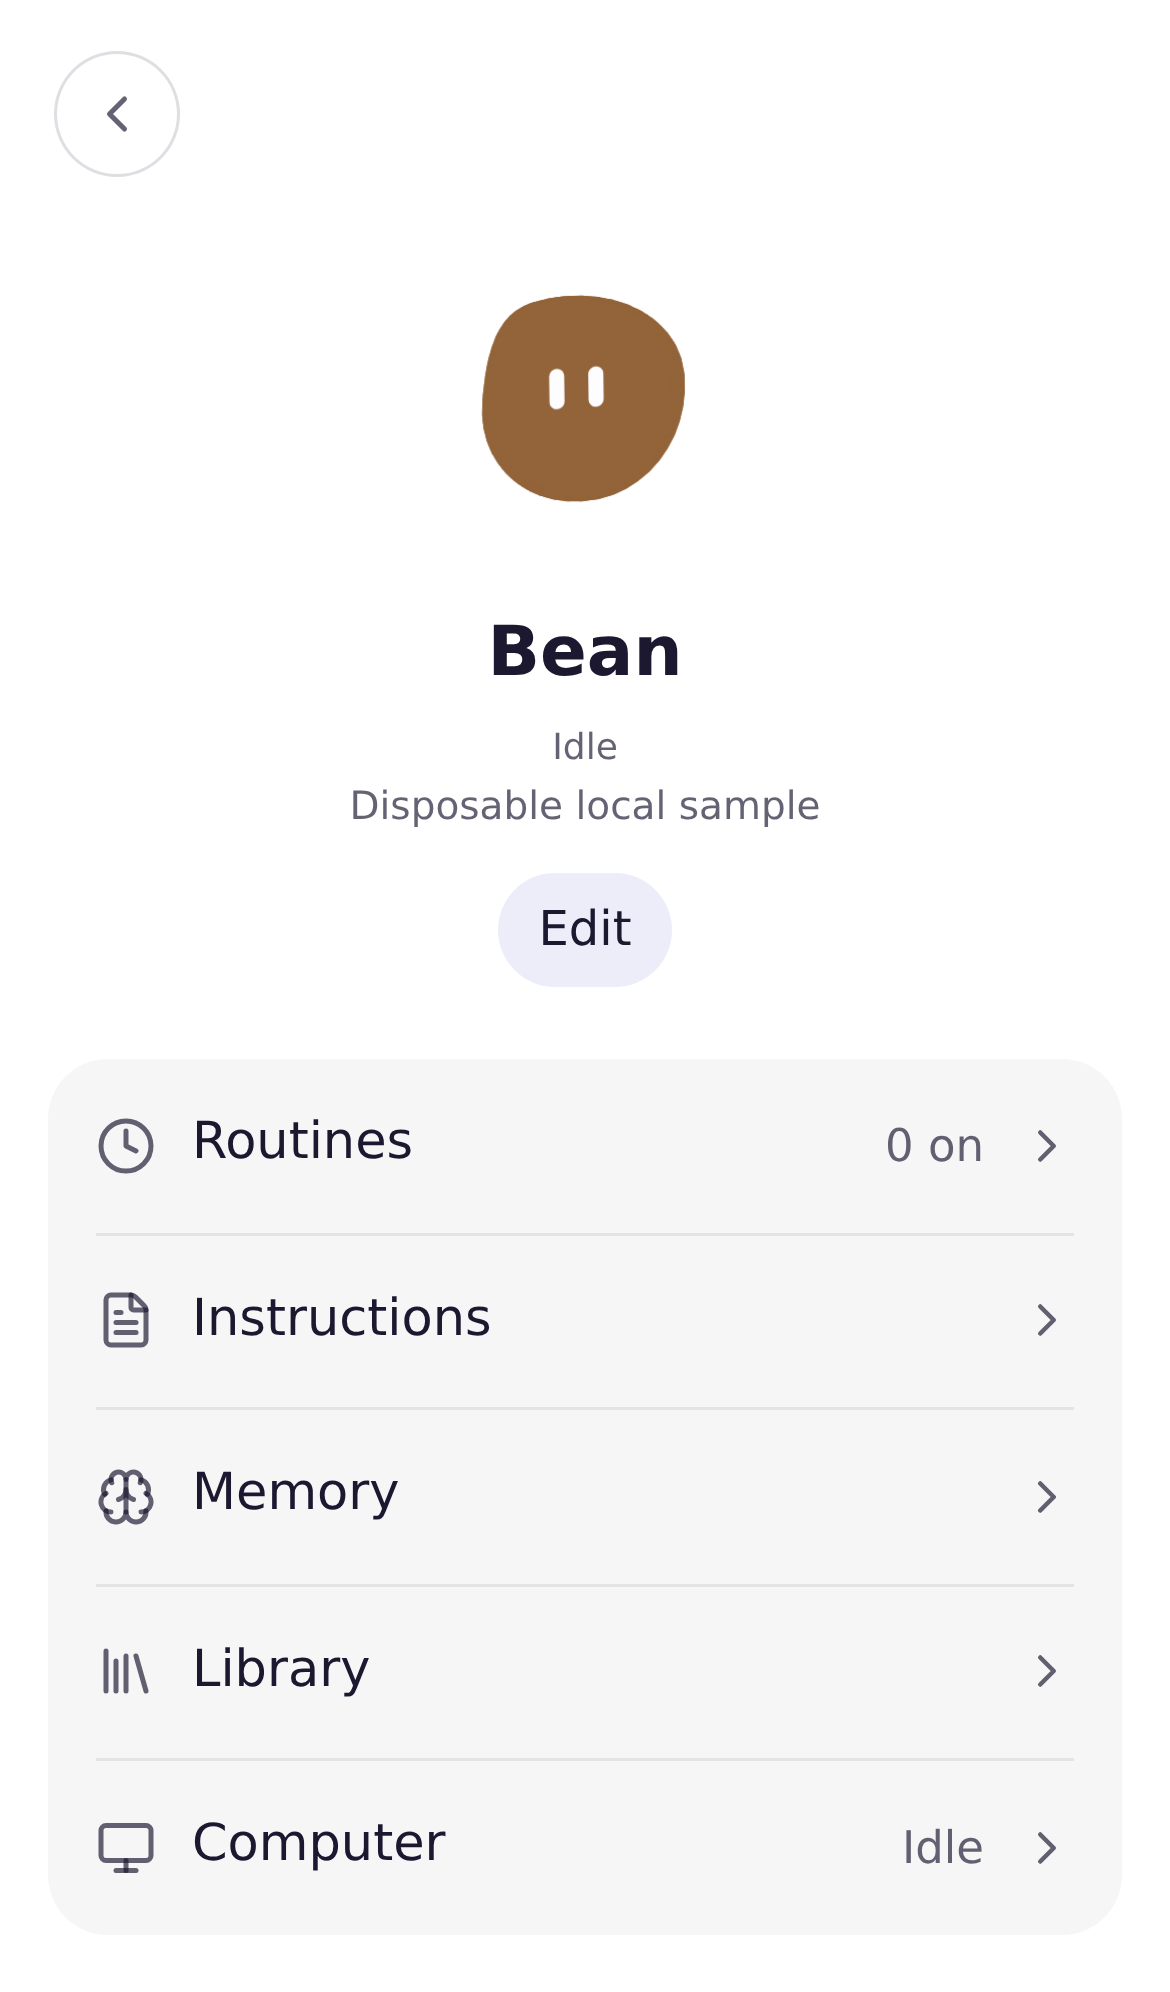 Bean
Idle
Disposable local sample
Edit
Routines 0 on
Instructions
Memory
Library
Computer Idle